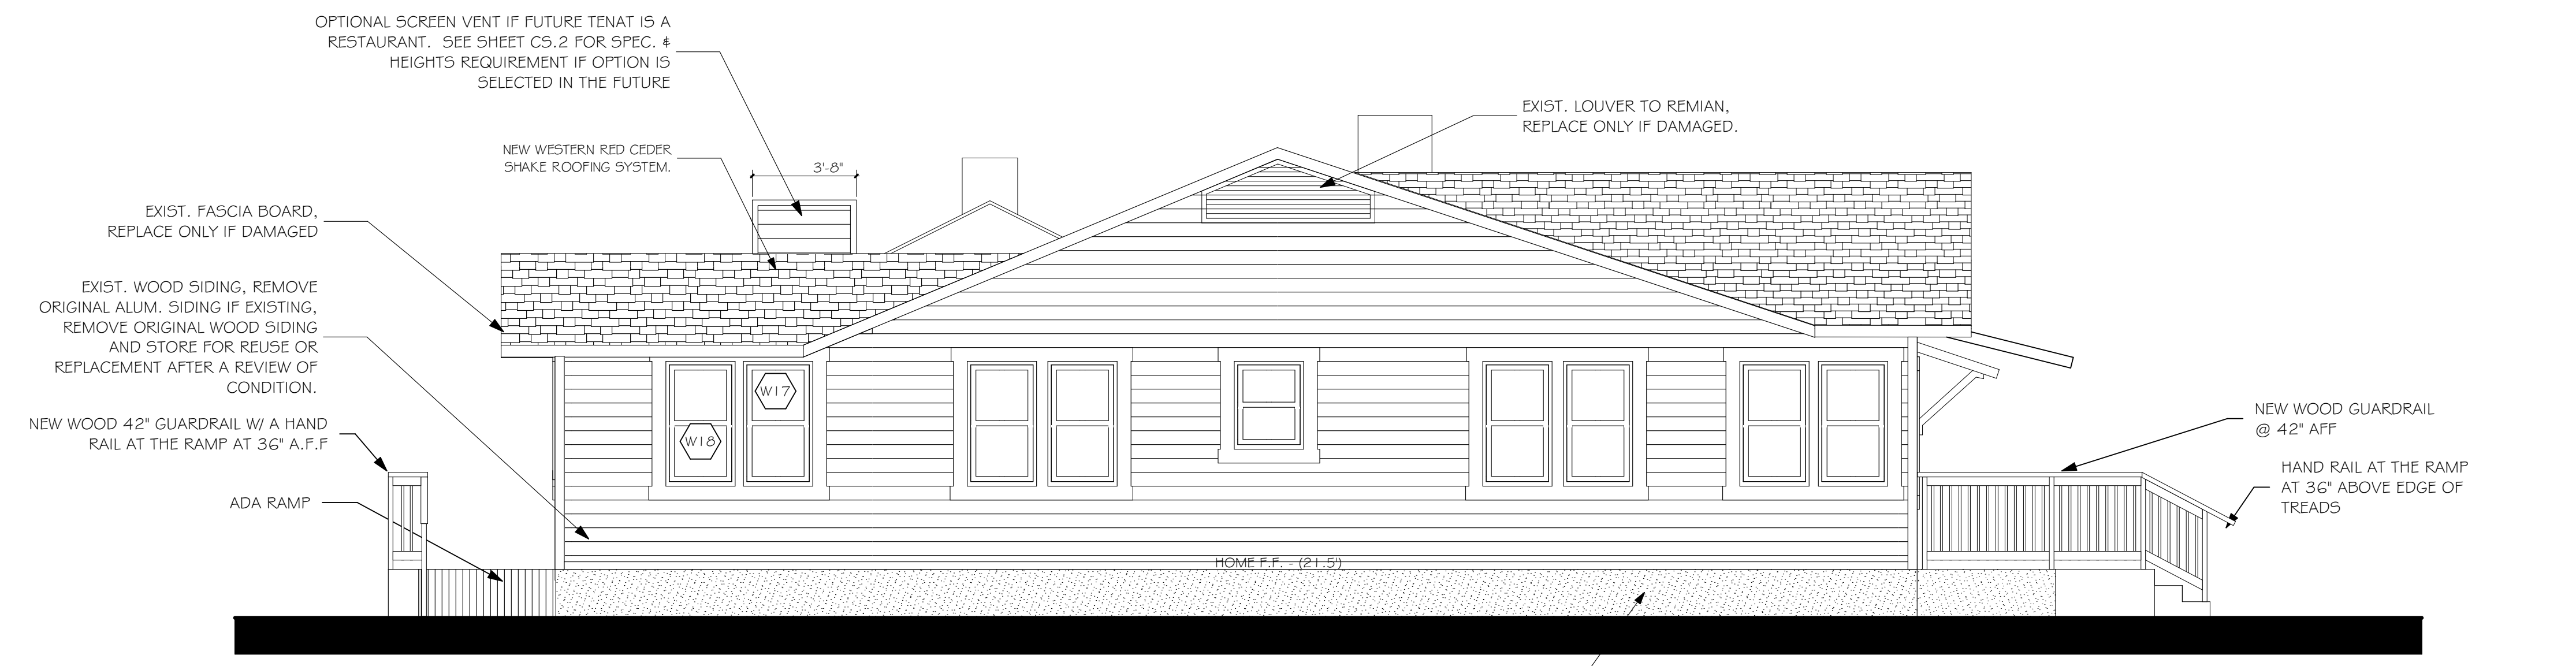 OPTIONAL SCREEN VENT IF FUTURE TENAT IS A
RESTAURANT. SEE SHEET CS.2 FOR SPEC. &
HEIGHTS REQUIREMENT IF OPTION IS
SELECTED IN THE FUTURE
NEW WESTERN RED CEDER
SHAKE ROOFING SYSTEM.
3'-8"
EXIST. LOUVER TO REMIAN,
REPLACE ONLY IF DAMAGED.
EXIST. FASCIA BOARD,
REPLACE ONLY IF DAMAGED
EXIST. WOOD SIDING, REMOVE
ORIGINAL ALUM. SIDING IF EXISTING,
REMOVE ORIGINAL WOOD SIDING
AND STORE FOR REUSE OR
REPLACEMENT AFTER A REVIEW OF
CONDITION.
NEW WOOD 42" GUARDRAIL W/ A HAND
RAIL AT THE RAMP AT 36" A.F.F
ADA RAMP
W17
W18
HOME F.F. - (21.5')
NEW WOOD GUARDRAIL
@ 42" AFF
HAND RAIL AT THE RAMP
AT 36" ABOVE EDGE OF
TREADS